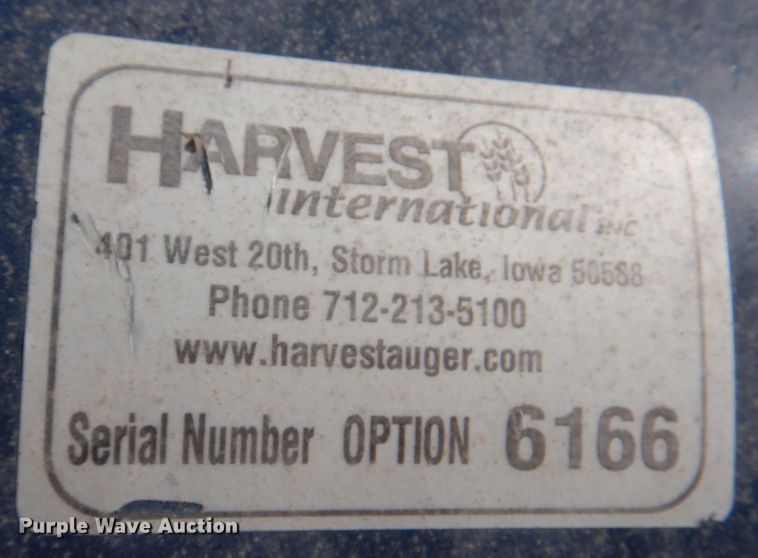 HARVEST
international INC
401 West 20th, Storm Lake, Iowa 50588
Phone 712-213-5100
www.harvestauger.com
Serial Number OPTION 6166
Purple Wave Auction